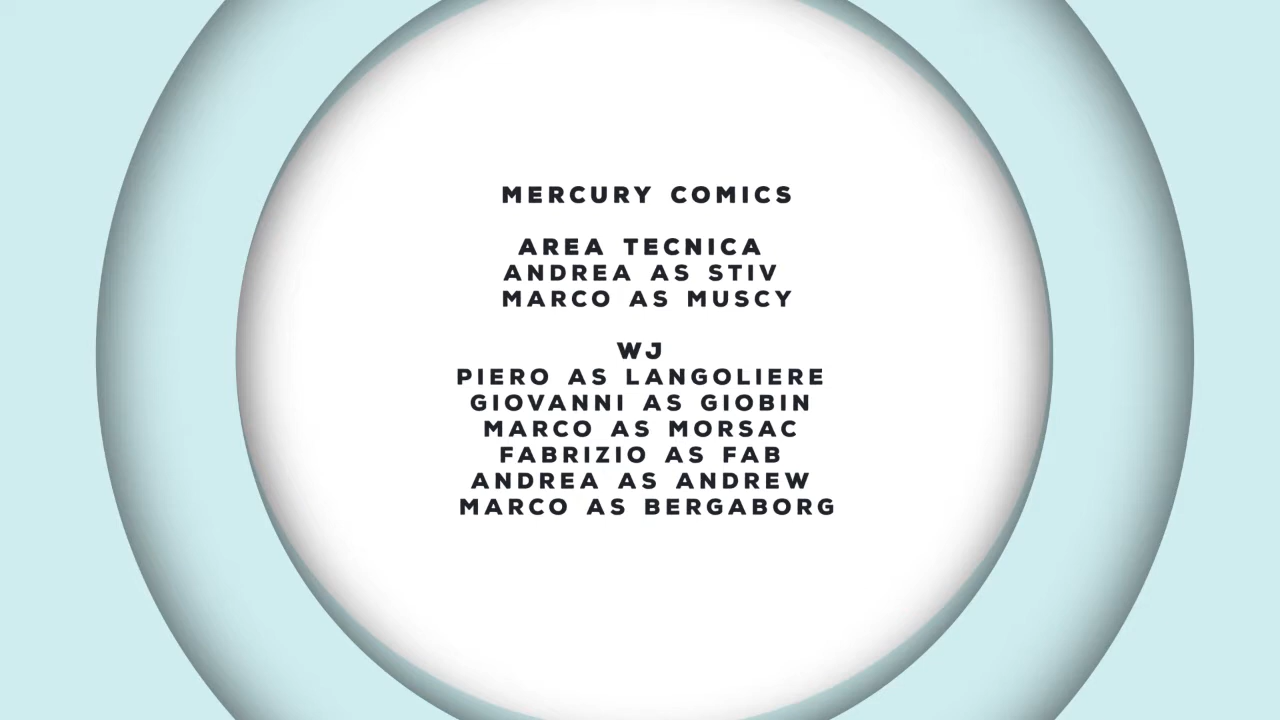 MERCURY COMICS
AREA TECNICA
ANDREA AS STIV
MARCO AS MUSCY
WJ
PIERO AS LANGOLIERE
GIOVANNI AS GIOBIN
MARCO AS MORSAC
FABRIZIO AS FAB
ANDREA AS ANDREW
MARCO AS BERGABORG